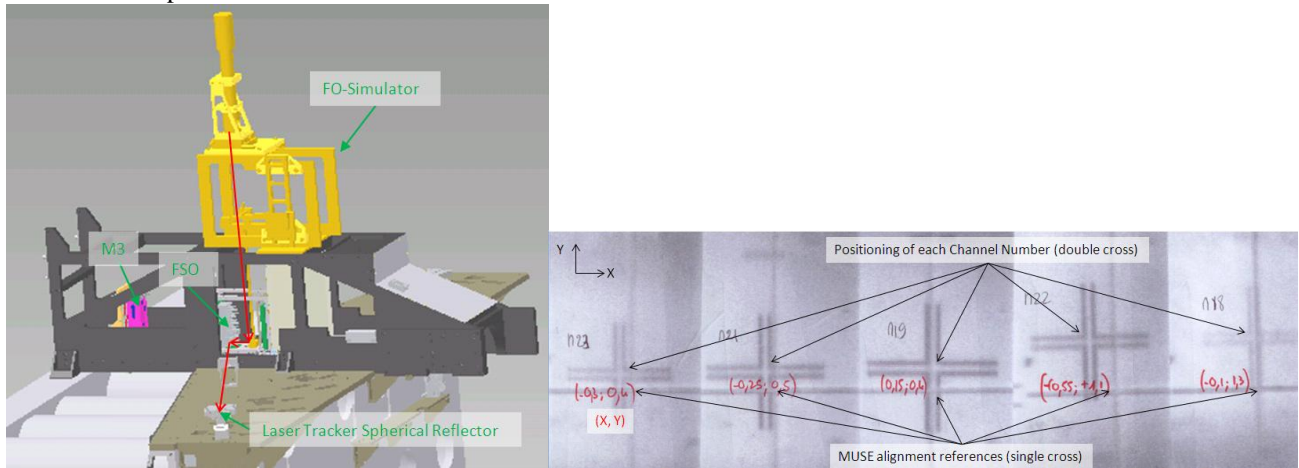 FO-Simulator
M3
FSO
Laser Tracker Spherical Reflector
Positioning of each Channel Number (double cross)
Y
X
n23
n21
n19
n22
n18
(-0,3; 0,4)
(-0,25; 0,5)
(0,15; 0,4)
(-0,55; +1,1)
(-0,1; 1,3)
(X, Y)
MUSE alignment references (single cross)